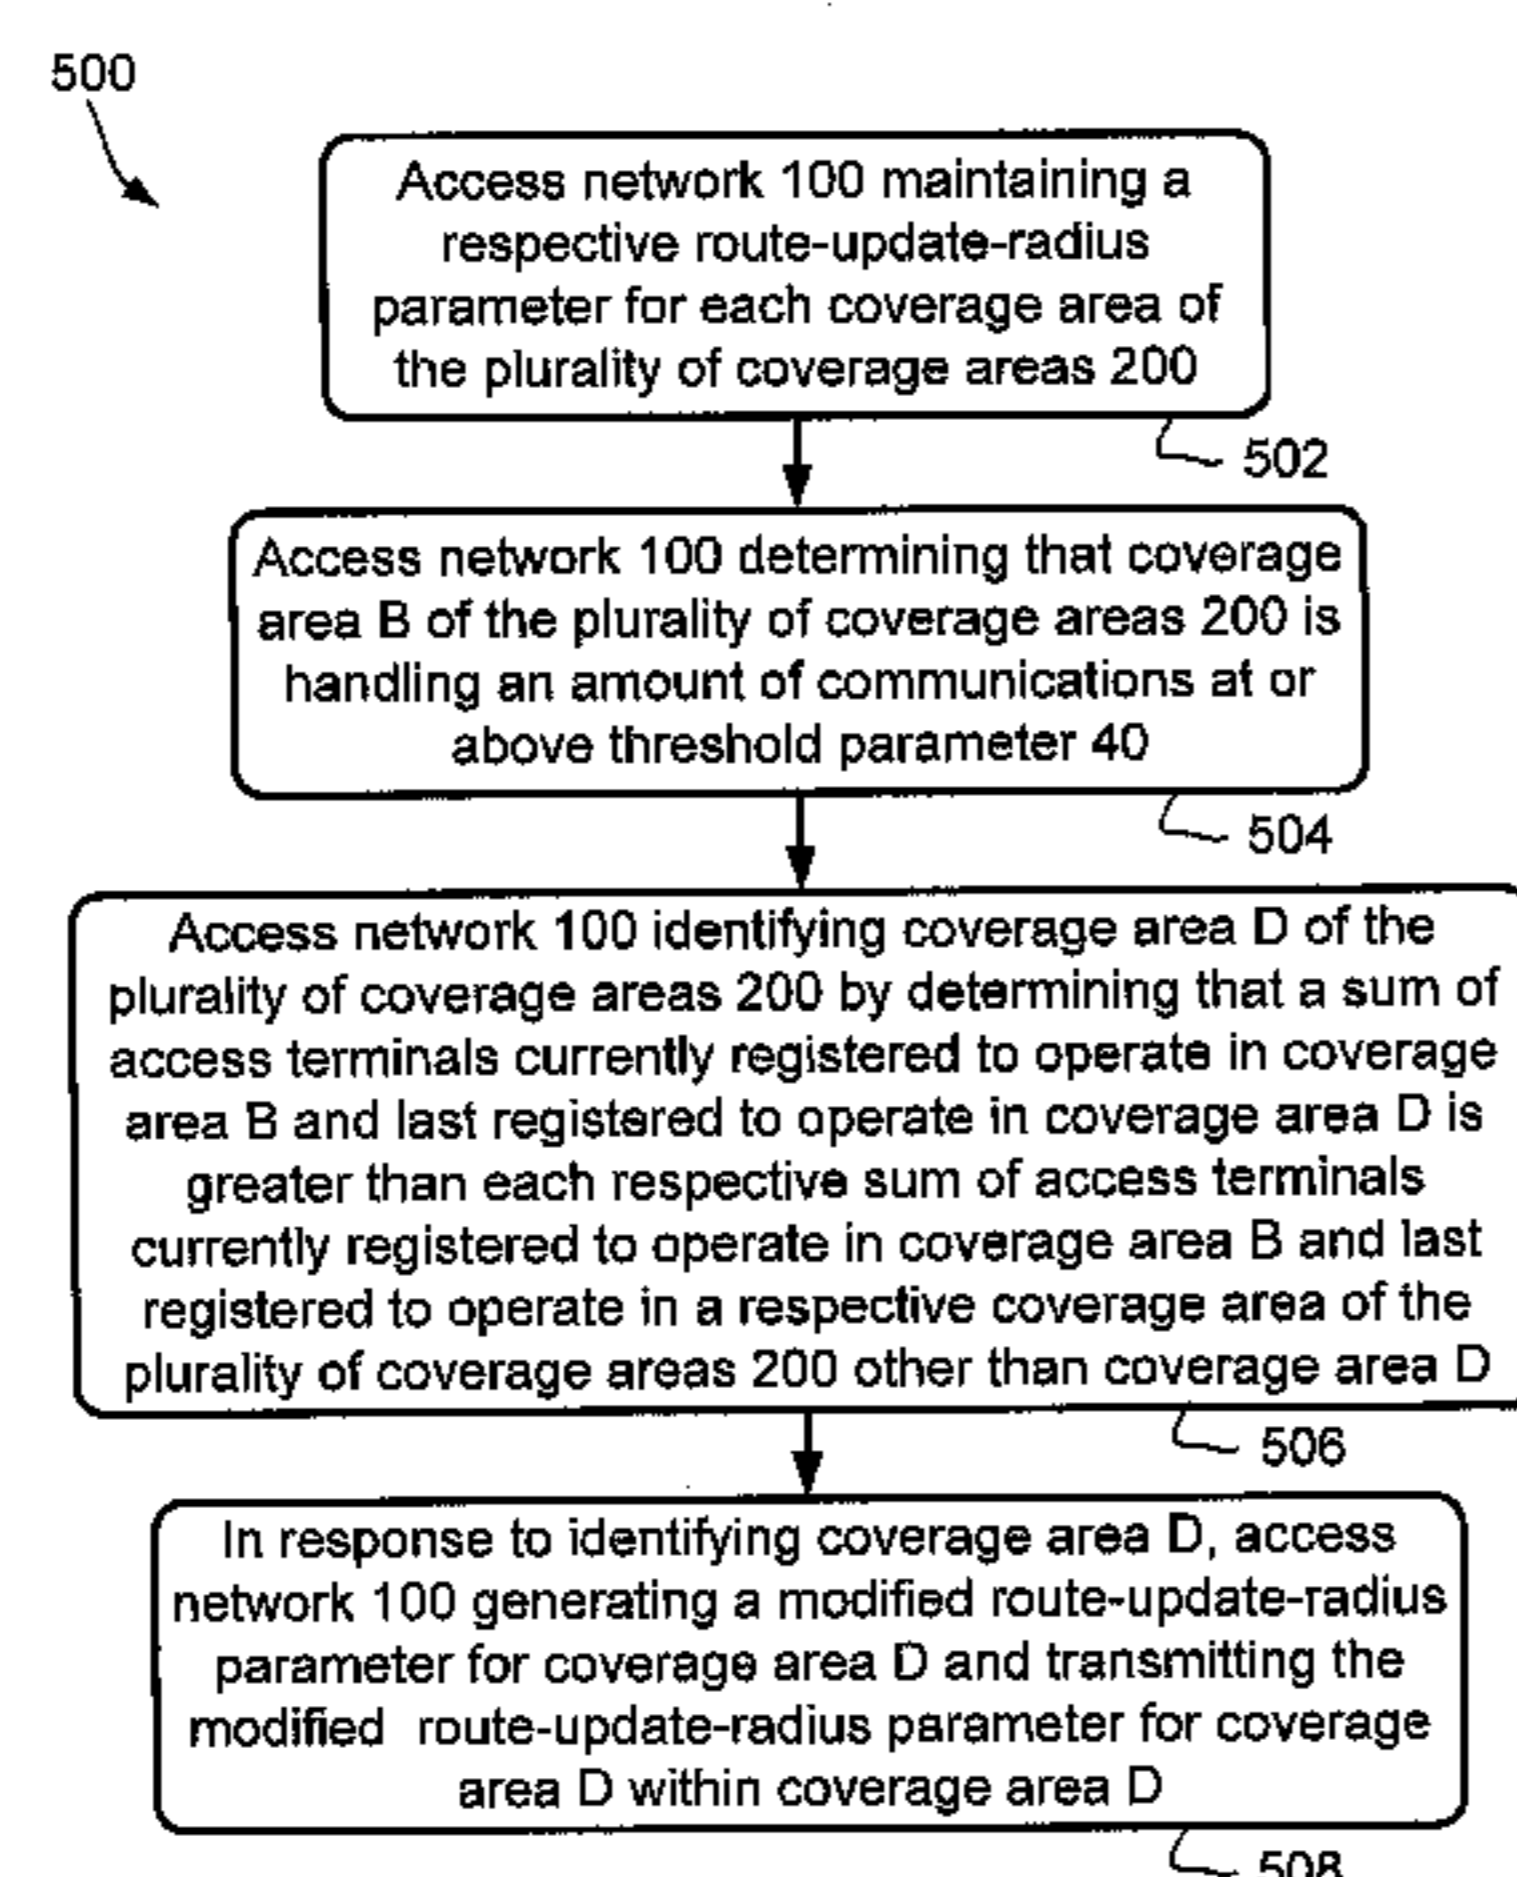 500
Access network 100 maintaining a
respective route-update-radius
parameter for each coverage area of
the plurality of coverage areas 200
502
Access network 100 determining that coverage
area B of the plurality of coverage areas 200 is
handling an amount of communications at or
above threshold parameter 40
504
Access network 100 identifying coverage area D of the
plurality of coverage areas 200 by determining that a sum of
access terminals currently registered to operate in coverage
area B and last registered to operate in coverage area D is
greater than each respective sum of access terminals
currently registered to operate in coverage area B and last
registered to operate in a respective coverage area of the
plurality of coverage areas 200 other than coverage area D
506
In response to identifying coverage area D, access
network 100 generating a modified route-update-radius
parameter for coverage area D and transmitting the
modified route-update-radius parameter for coverage
area D within coverage area D
508